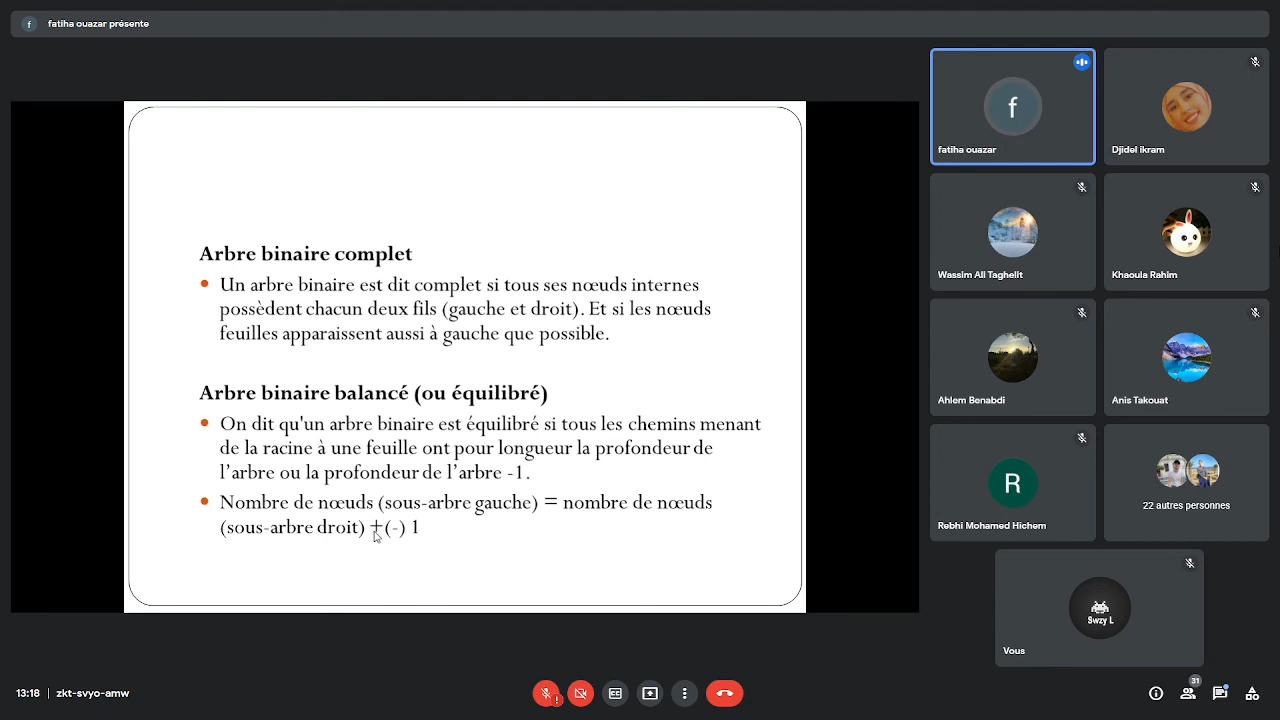 f fatiha ouazar présente
Arbre binaire complet
• Un arbre binaire est dit complet si tous ses nœuds internes
possèdent chacun deux fils (gauche et droit). Et si les nœuds
feuilles apparaissent aussi à gauche que possible.
Arbre binaire balancé (ou équilibré)
• On dit qu'un arbre binaire est équilibré si tous les chemins menant
de la racine à une feuille ont pour longueur la profondeur de
l’arbre ou la profondeur de l’arbre -1.
• Nombre de nœuds (sous-arbre gauche) = nombre de nœuds
(sous-arbre droit) +(-) 1
f
fatiha ouazar
Djidel ikram
Wassim Ali Taghelit
Khaoula Rahim
Ahlem Benabdi
Anis Takouat
R
Rebhi Mohamed Hichem
22 autres personnes
Swzy L
Vous
13:18 zkt-svyo-amw
31